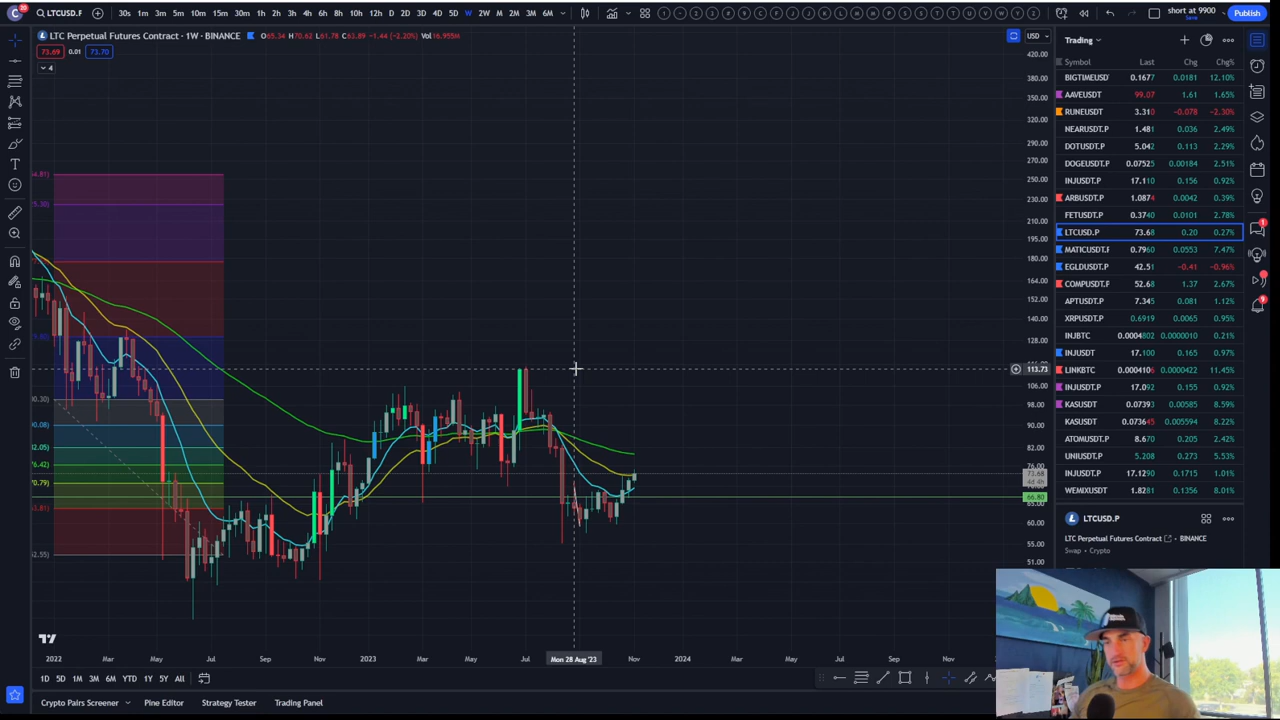 LTCUSD.P 30s 1m 3m 5m 10m 15m 30m 1h 2h 3h 4h 6h 8h 10h 12h D 2D 3D 4D 5D W 2W M 2M 3M 6M short at 9900 Save Publish
LTC Perpetual Futures Contract · 1W · BINANCE O65.34 H70.62 L61.78 C63.89 −1.44 (−2.20%) Vol16.955M
73.69 0.01 73.70
4
USD
420.00
380.00
350.00
320.00
290.00
270.00
250.00
230.00
210.00
195.00
180.00
164.00
152.00
140.00
128.00
113.73
106.00
98.00
90.00
82.00
76.00
73.68
4d 4h
66.80
65.00
60.00
55.00
51.00
90.08)
2022 Mar May Jul Sep Nov 2023 Mar May Jul Mon 28 Aug '23 Nov 2024 Mar May Jul Sep Nov
1D 5D 1M 3M 6M YTD 1Y 5Y All
Crypto Pairs Screener Pine Editor Strategy Tester Trading Panel
Trading
Symbol Last Chg Chg%
BIGTIMEUSD 0.1677 0.0181 12.10%
AAVEUSDT 99.07 1.61 1.65%
RUNEUSDT 3.310 −0.078 −2.30%
NEARUSDT.P 1.481 0.036 2.49%
DOTUSDT.P 5.042 0.113 2.29%
DOGEUSDT.P 0.07525 0.00184 2.51%
INJUSDT.P 17.110 0.156 0.92%
ARBUSDT.P 1.0874 0.0042 0.39%
FETUSDT.P 0.3740 0.0101 2.78%
LTCUSD.P 73.68 0.20 0.27%
MATICUSDT.F 0.7960 0.0553 7.47%
EGLDUSDT.P 42.51 −0.41 −0.96%
COMPUSDT.P 52.68 1.37 2.67%
APTUSDT.P 7.345 0.081 1.12%
XRPUSDT.P 0.6919 0.0065 0.95%
INJBTC 0.0004802 0.0000010 0.21%
INJUSDT 17.100 0.165 0.97%
LINKBTC 0.0004106 0.0000422 11.45%
INJUSDT.P 17.092 0.155 0.92%
KASUSDT.P 0.07393 0.00585 8.59%
KASUSDT 0.073645 0.005594 8.22%
ATOMUSDT.P 8.670 0.205 2.42%
UNIUSDT.P 5.208 0.273 5.53%
INJUSDT.P 17.1290 0.1715 1.01%
WEMIXUSDT 1.8281 0.1356 8.01%
LTCUSD.P
LTC Perpetual Futures Contract BINANCE
Swap • Crypto